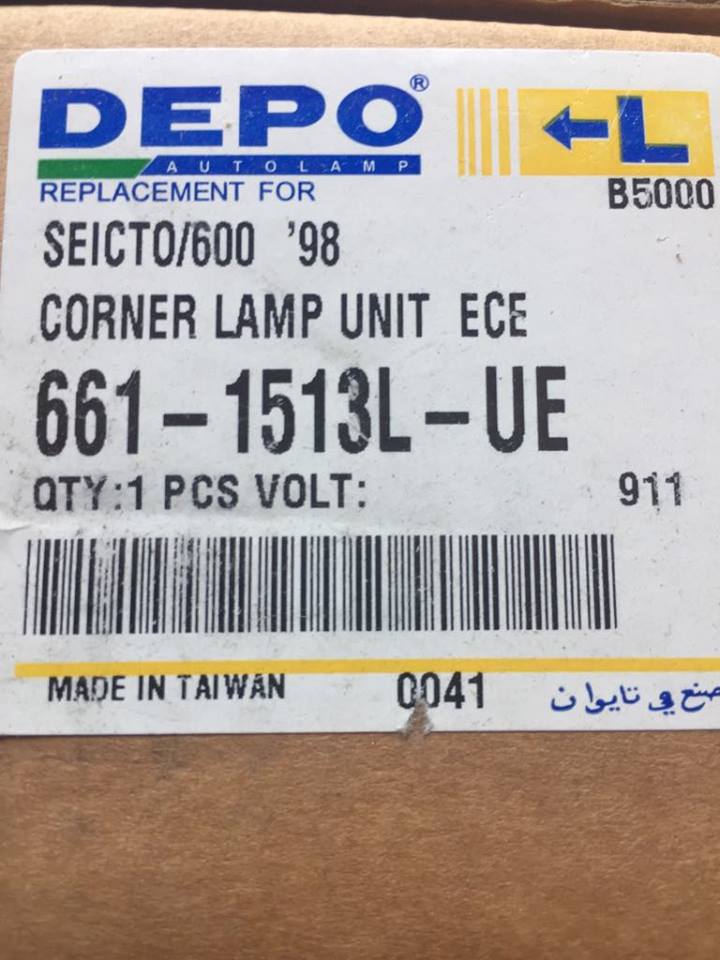 DEPO®
AUTOLAMP
L
REPLACEMENT FOR
B5000
SEICTO/600 '98
CORNER LAMP UNIT ECE
661-1513L-UE
QTY:1 PCS VOLT:
911
MADE IN TAIWAN 0041 صنع في تايوان